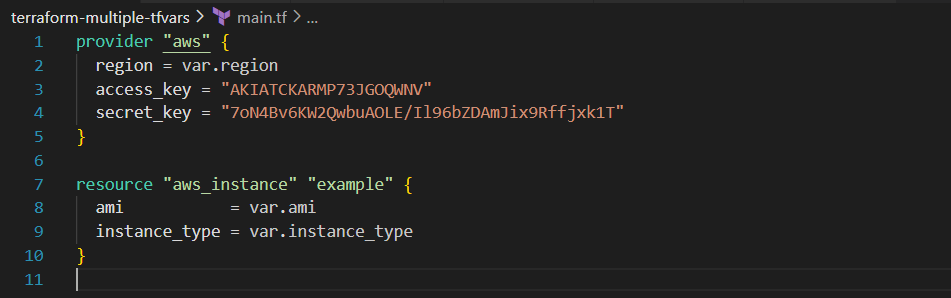 terraform-multiple-tfvars > main.tf > ...
1 provider "aws" {
2 region = var.region
3 access_key = "AKIATCKARMP73JGOQWNV"
4 secret_key = "7oN4Bv6KW2QwbuAOLE/Il96bZDAmJix9Rffjxk1T"
5 }
6
7 resource "aws_instance" "example" {
8 ami = var.ami
9 instance_type = var.instance_type
10 }
11